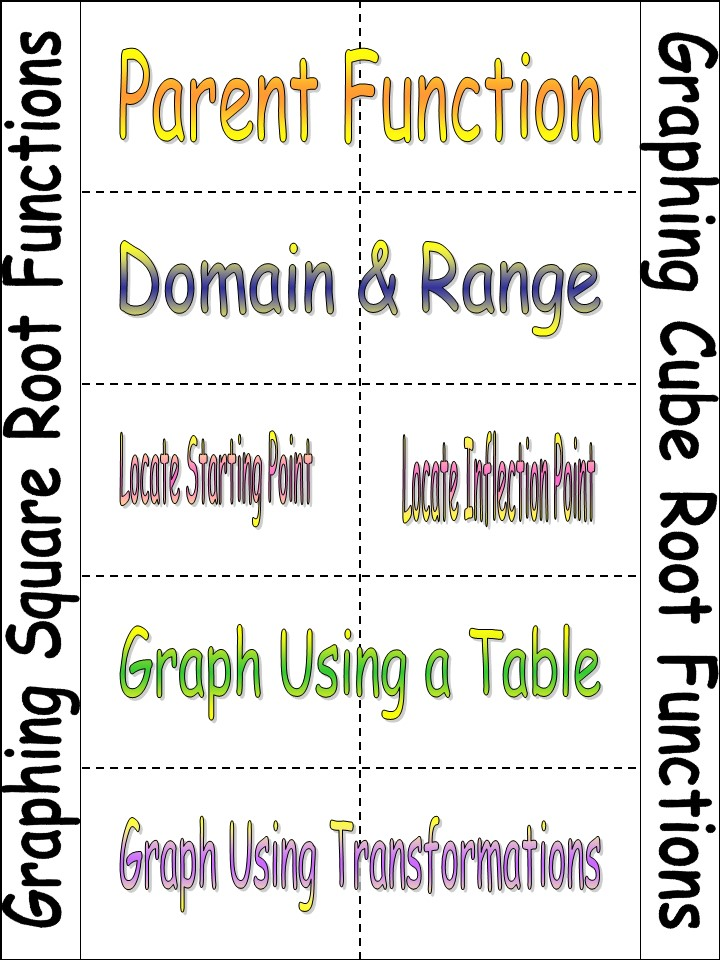 Graphing Square Root Functions
Parent Function
Domain & Range
Locate Starting Point
Locate Inflection Point
Graph Using a Table
Graph Using Transformations
Graphing Cube Root Functions